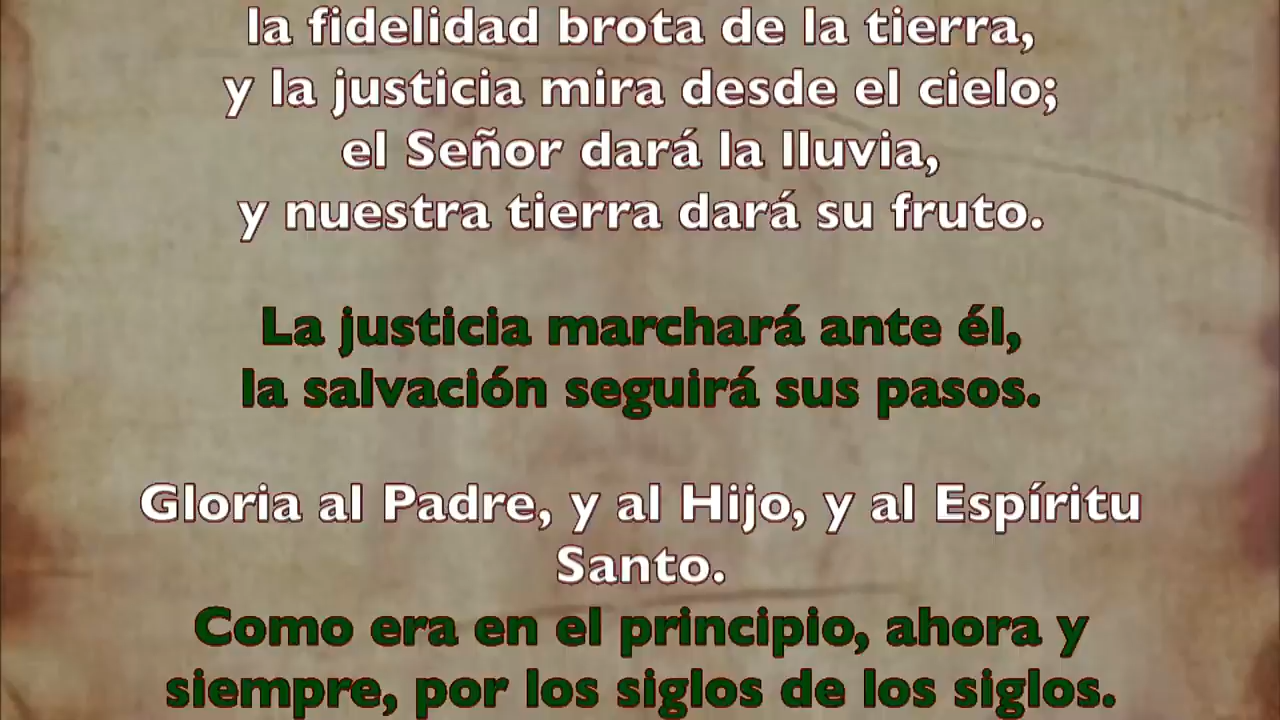 la fidelidad brota de la tierra,
y la justicia mira desde el cielo;
el Señor dará la lluvia,
y nuestra tierra dará su fruto.
La justicia marchará ante él,
la salvación seguirá sus pasos.
Gloria al Padre, y al Hijo, y al Espíritu
Santo.
Como era en el principio, ahora y
siempre, por los siglos de los siglos.